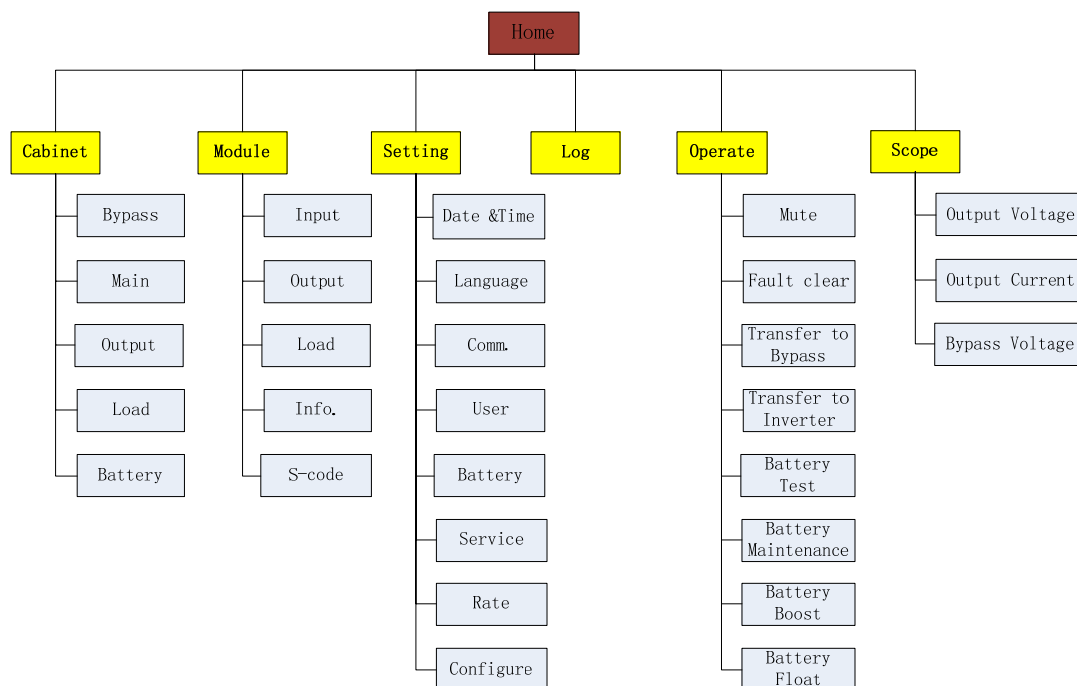 Home
Cabinet
Module
Setting
Log
Operate
Scope
Bypass
Main
Output
Load
Battery
Input
Output
Load
Info.
S-code
Date &Time
Language
Comm.
User
Battery
Service
Rate
Configure
Mute
Fault clear
Transfer to
Bypass
Transfer to
Inverter
Battery
Test
Battery
Maintenance
Battery
Boost
Battery
Float
Output Voltage
Output Current
Bypass Voltage